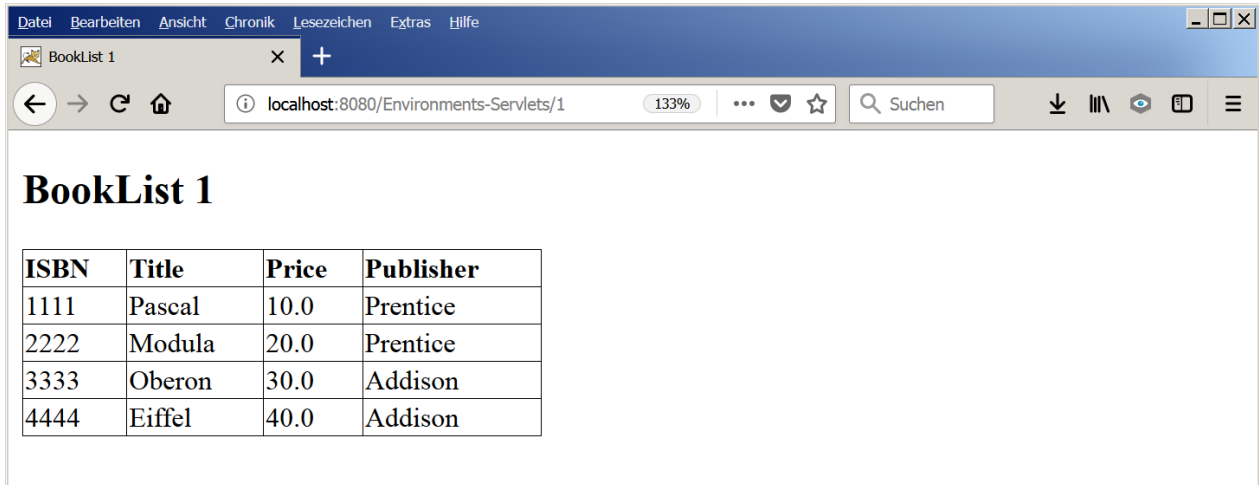 Datei Bearbeiten Ansicht Chronik Lesezeichen Extras Hilfe
BookList 1
localhost:8080/Environments-Servlets/1 133% Suchen
BookList 1
ISBN Title Price Publisher
1111 Pascal 10.0 Prentice
2222 Modula 20.0 Prentice
3333 Oberon 30.0 Addison
4444 Eiffel 40.0 Addison